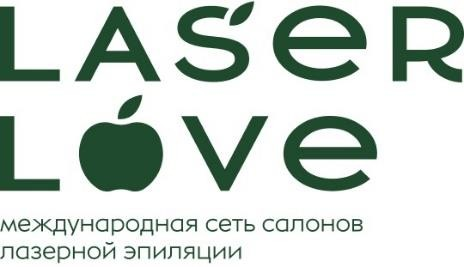 LASER
LOVE
международная сеть салонов
лазерной эпиляции